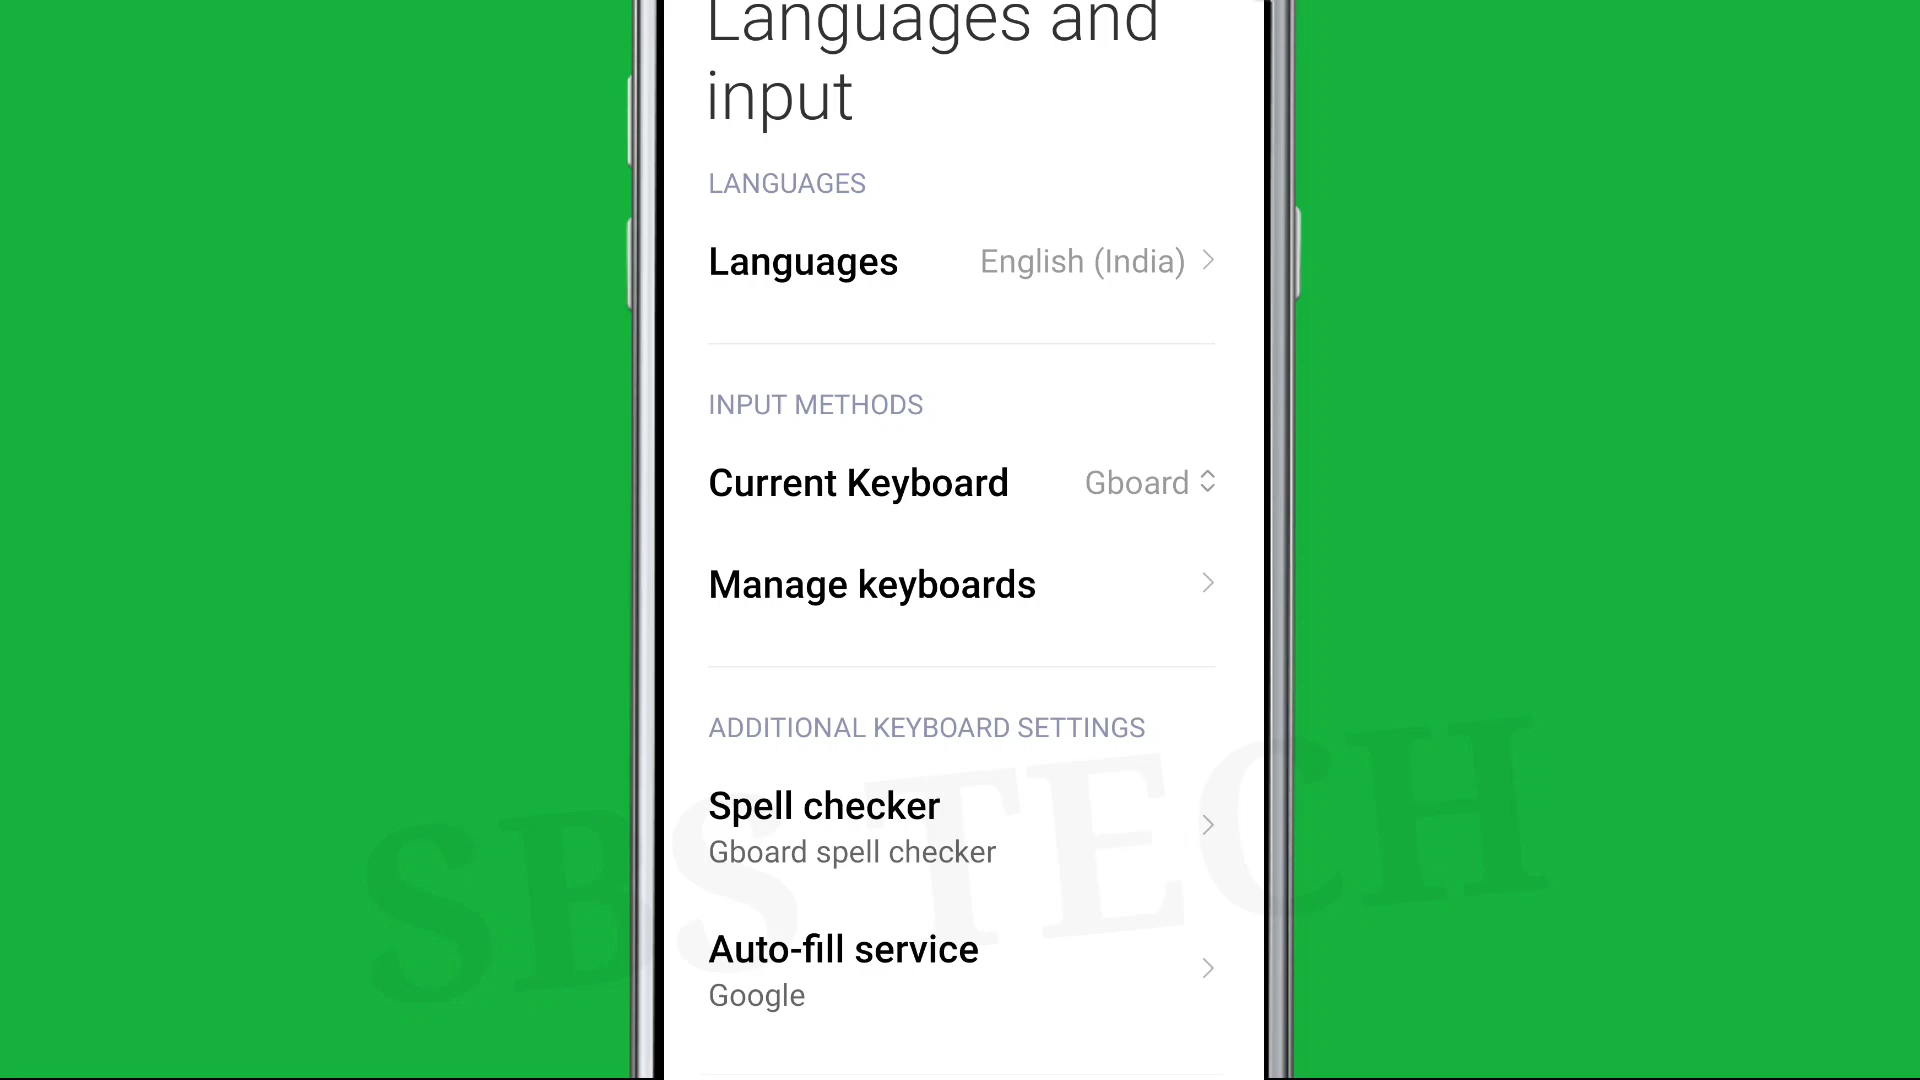 Languages and
input
LANGUAGES
Languages English (India)
INPUT METHODS
Current Keyboard Gboard
Manage keyboards
ADDITIONAL KEYBOARD SETTINGS
Spell checker
Gboard spell checker
Auto-fill service
Google
SBS TECH